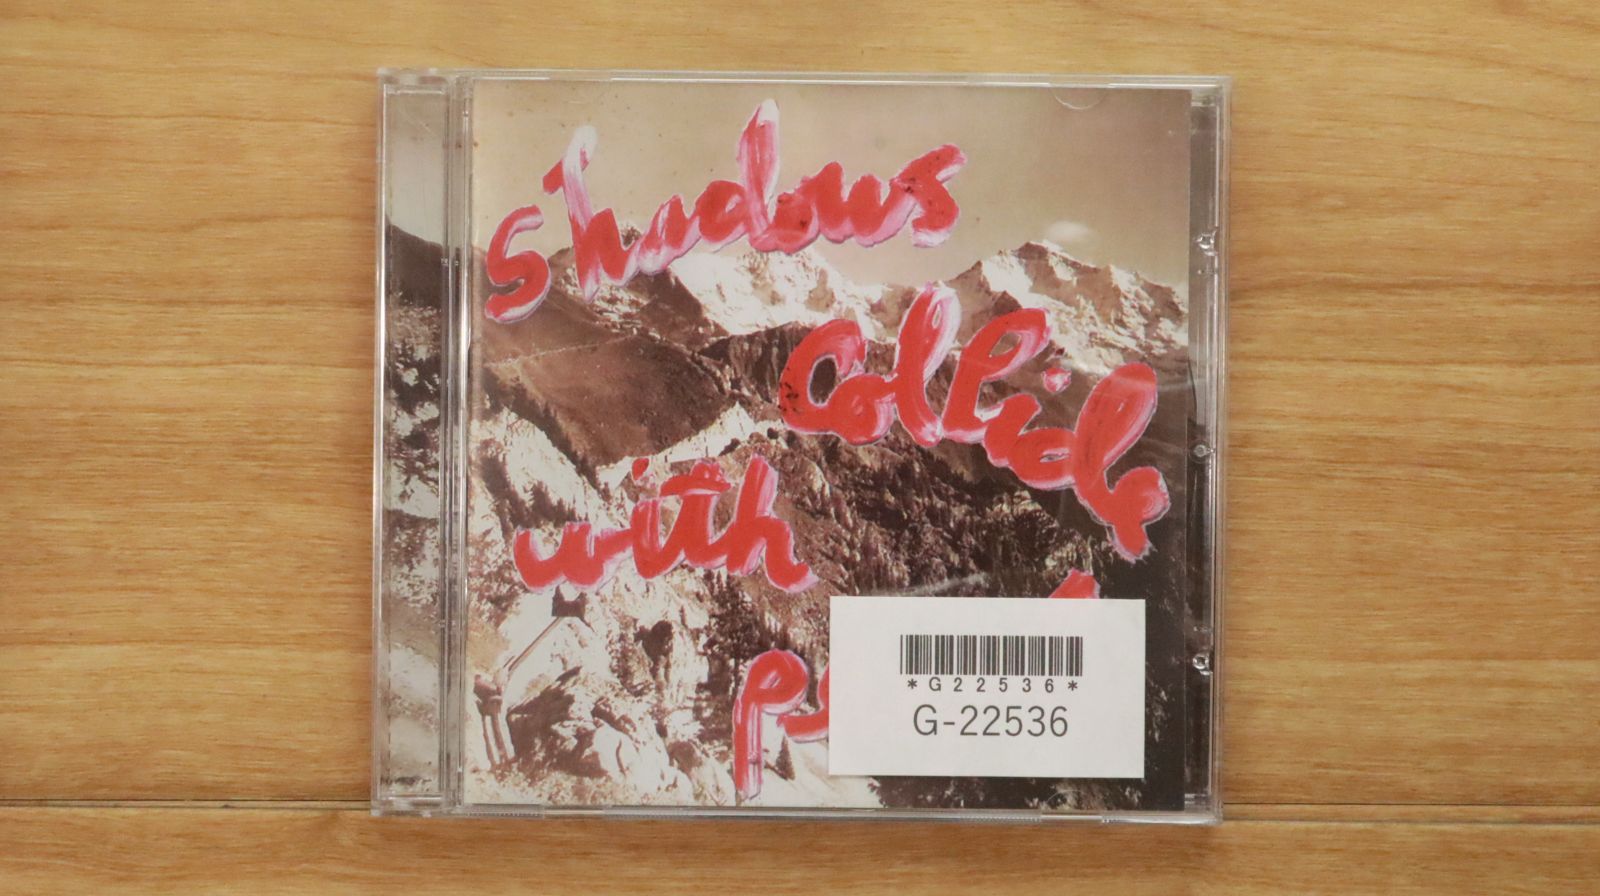 Shadows
Collide
with
*G22536*
G-22536